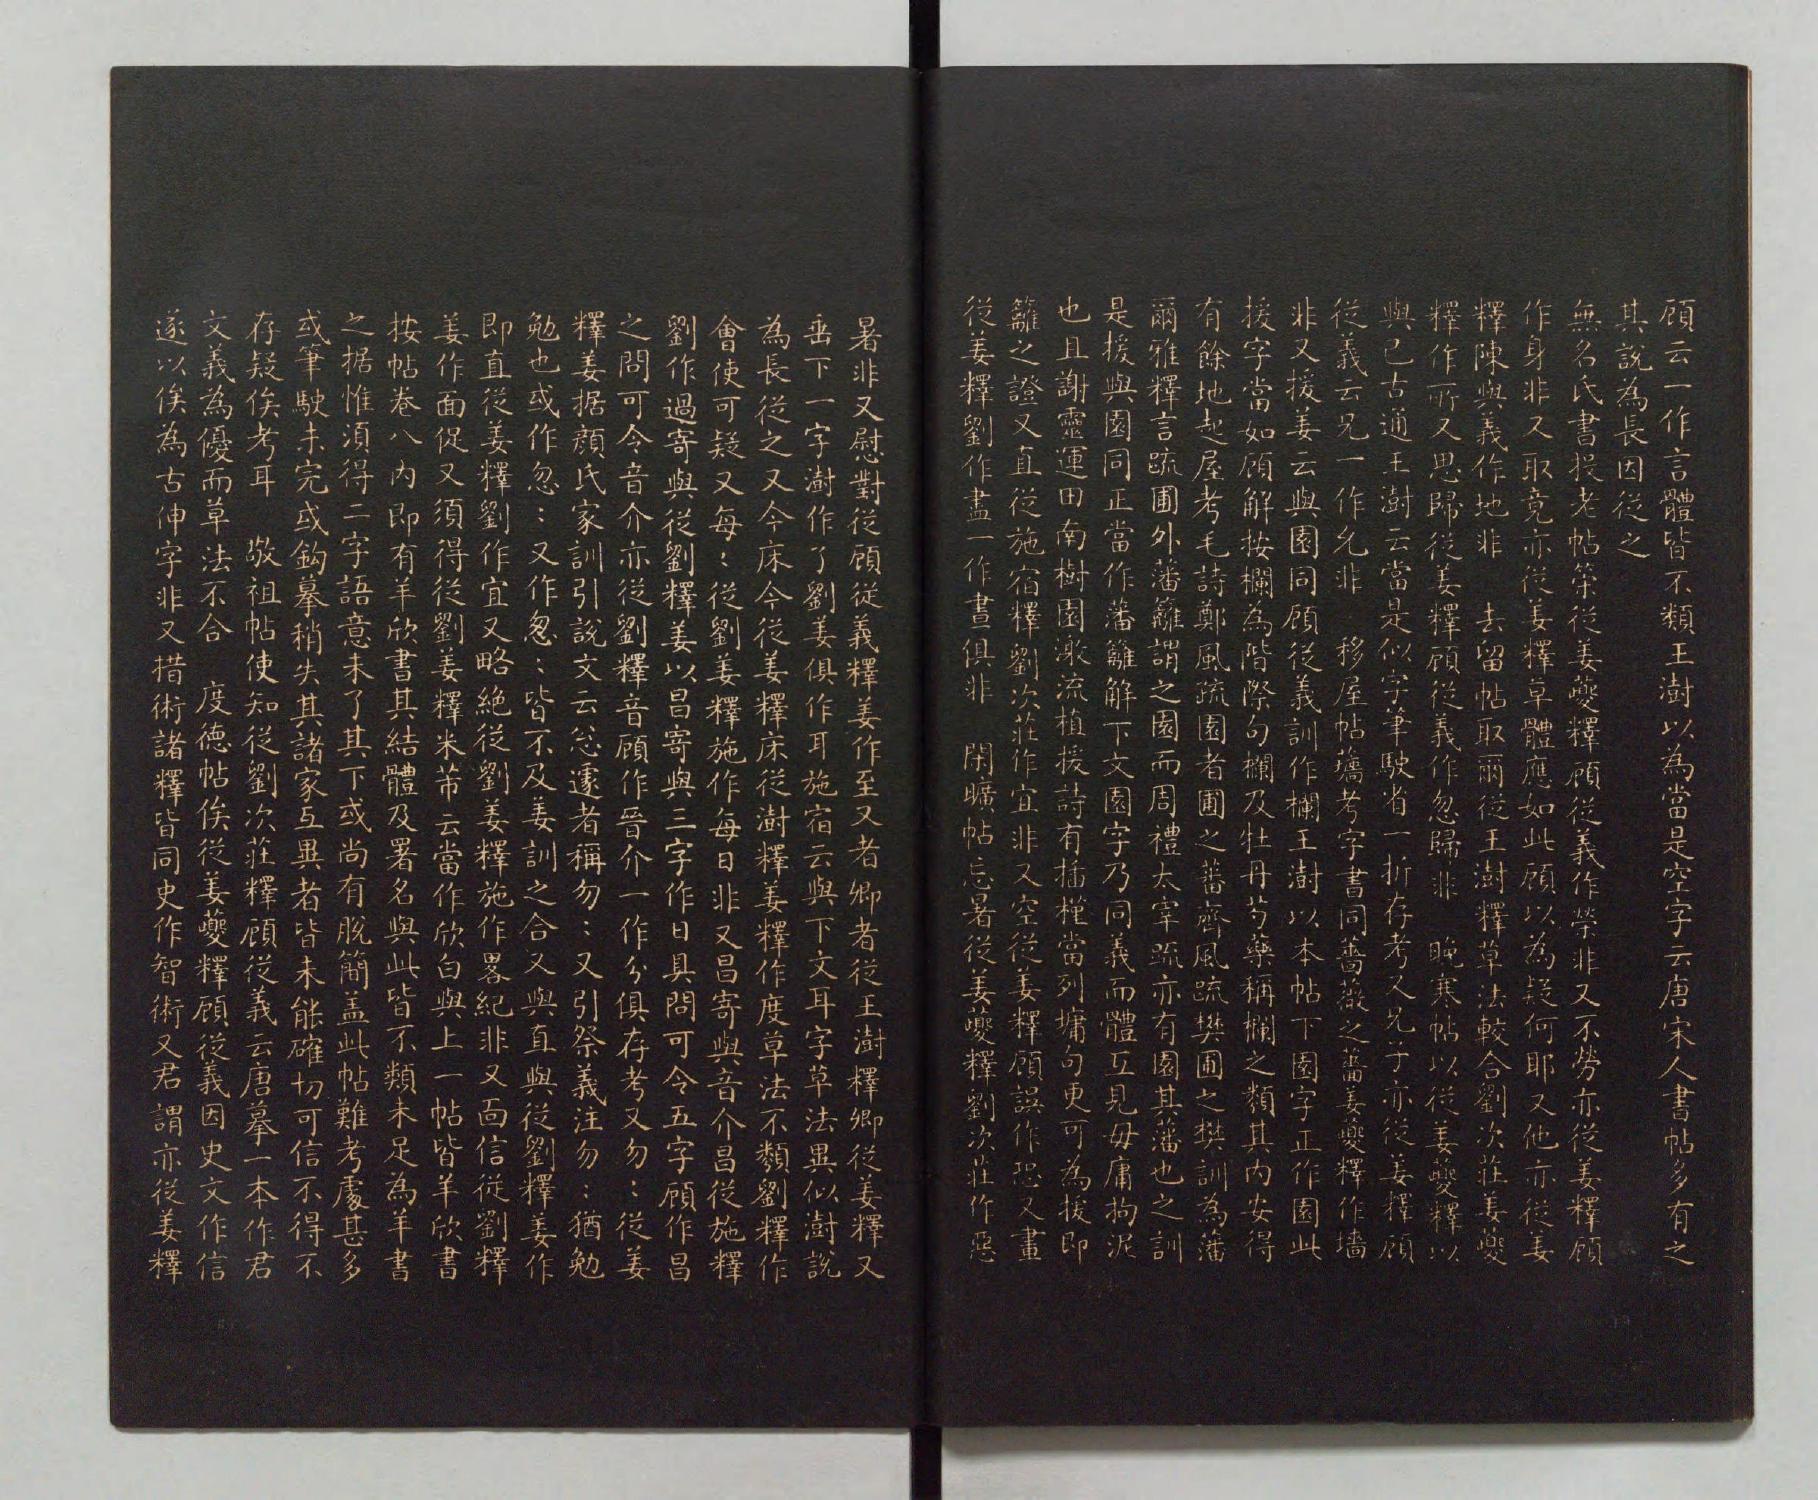 顧云一作言體皆不類王澍以為當是空字云唐宋人書帖多有之
其說為長因從之
無名氏書授老帖築從姜夔釋顧從義作勞非又不勞亦從姜釋顧
作身非又取竟亦從姜釋草體應如此顧以為疑何耶又他亦從姜
釋陳與義作地非　去留帖取爾從王澍釋草法較合劉次莊姜夔
釋作所又思歸從姜釋顧從義作忽歸非　晚寒帖以從姜夔釋以
與已古通王澍云當是似字筆駛省一折存考又兄子亦從姜釋顧
從義云兄一作允非　移屋帖墻考字書同薔薇之薔姜夔釋作墻
非又援姜云與園同顧從義訓作欄王澍以本帖下園字正作園此
援字當如顧解按欄為階際句欄及牡丹芍藥稱欄之類其內安得
有餘地起屋考毛詩鄭風疏園者圃之蕃齊風疏樊圃之樊訓為藩
爾雅釋言疏圃外藩籬謂之園而周禮太宰疏亦有園其藩也之訓
是援與園同正當作藩籬解下文園字乃同義而體互見毋庸拘泥
也且謝靈運田南樹園激流植援詩有插槿當列墉句更可為援即
籬之證又直從施宿釋劉次莊作宜非又空從姜釋顧誤作恐又畫
從姜釋劉作盡一作晝俱非　閑曠帖忘暑從姜夔釋劉次莊作惡
暑非又慰對從顧從義釋姜作至又者卿者從王澍釋卿從姜釋又
垂下一字澍作了劉姜俱作耳施宿云與下文耳字草法異似澍說
為長從之又今床今從姜釋床從澍釋姜釋作度草法不類劉釋作
會使可疑又每〻從劉姜釋施作每日非又昌寄與音介昌從施釋
劉作過寄與從劉釋姜以昌寄與三字作日具問可令五字顧作昌
之問可令音介亦從劉釋音顧作晉介一作分俱存考又勿〻從姜
釋姜据顏氏家訓引說文云忩遽者稱勿〻又引祭義注勿〻猶勉
勉也或作忽〻又作怱〻皆不及姜訓之合又與直與從劉釋姜作
即直從姜釋劉作宜又略絕從劉姜釋施作畧紀非又面信從劉釋
姜作面促又須得從劉姜釋米芾云當作欣白與上一帖皆羊欣書
按帖卷八內即有羊欣書其結體及署名與此皆不類未足為羊書
之据惟須得二字語意未了其下或尚有脫簡盖此帖難考處甚多
或筆駛未完或鈎摹稍失其諸家互異者皆未能確切可信不得不
存疑俟考耳　敬祖帖使知從劉次莊釋顧從義云唐摹一本作君
文義為優而草法不合　度德帖俟從姜夔釋顧從義因史文作信
遂以俟為古伸字非又措術諸釋皆同史作智術又君謂亦從姜釋